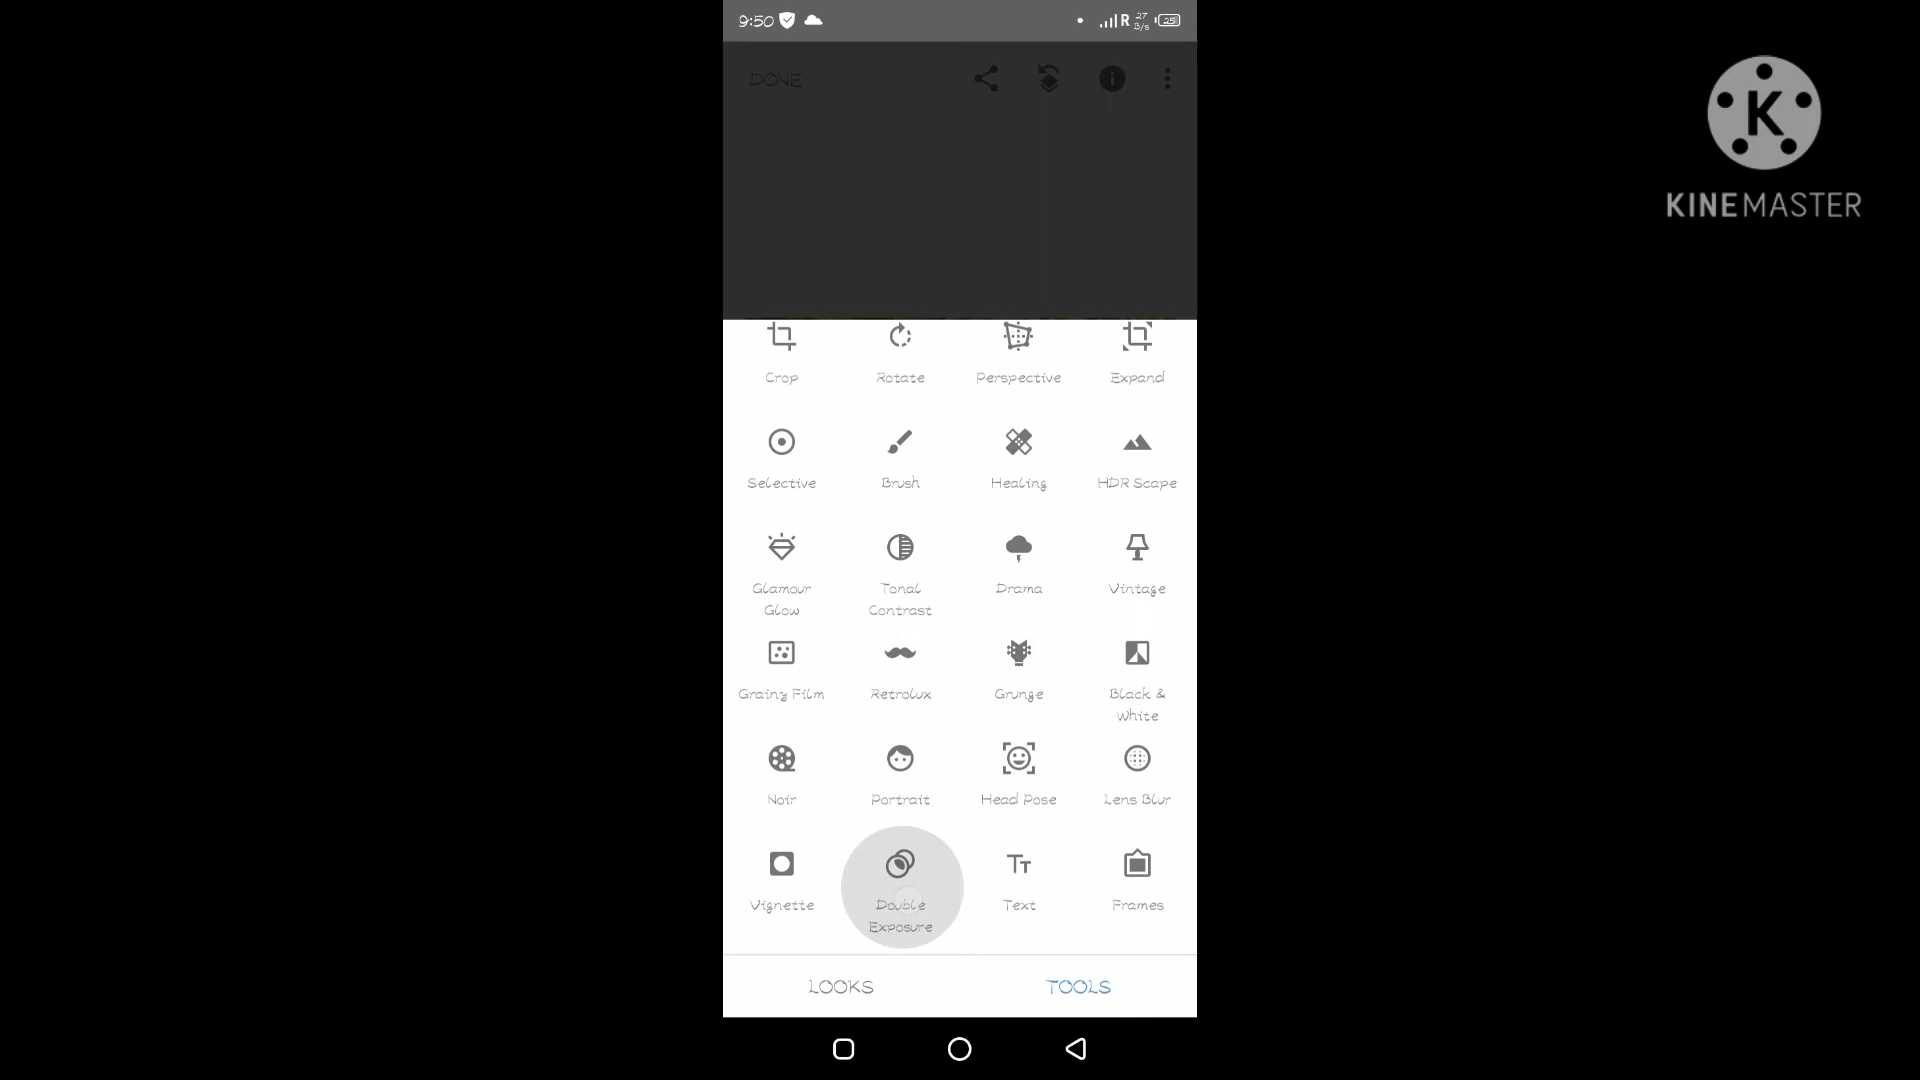 9:50 R 27 B/s 25
DONE
K
KINEMASTER
Crop Rotate Perspective Expand
Selective Brush Healing HDR Scape
Glamour Glow Tonal Contrast Drama Vintage
Grainy Film Retrolux Grunge Black & White
Noir Portrait Head Pose Lens Blur
Vignette Double Exposure Text Frames
LOOKS TOOLS